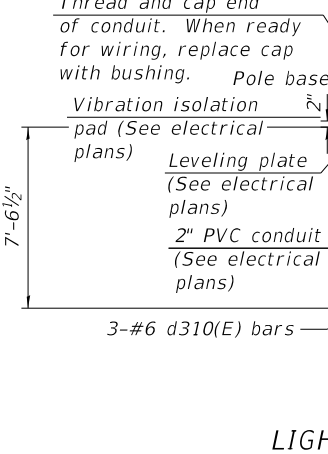 Thread and cap end
of conduit. When ready
for wiring, replace cap
with bushing.
Pole base
2"
Vibration isolation
pad (See electrical
plans)
Leveling plate
(See electrical
plans)
7'-6½"
2" PVC conduit
(See electrical
plans)
3-#6 d310(E) bars
LIGH